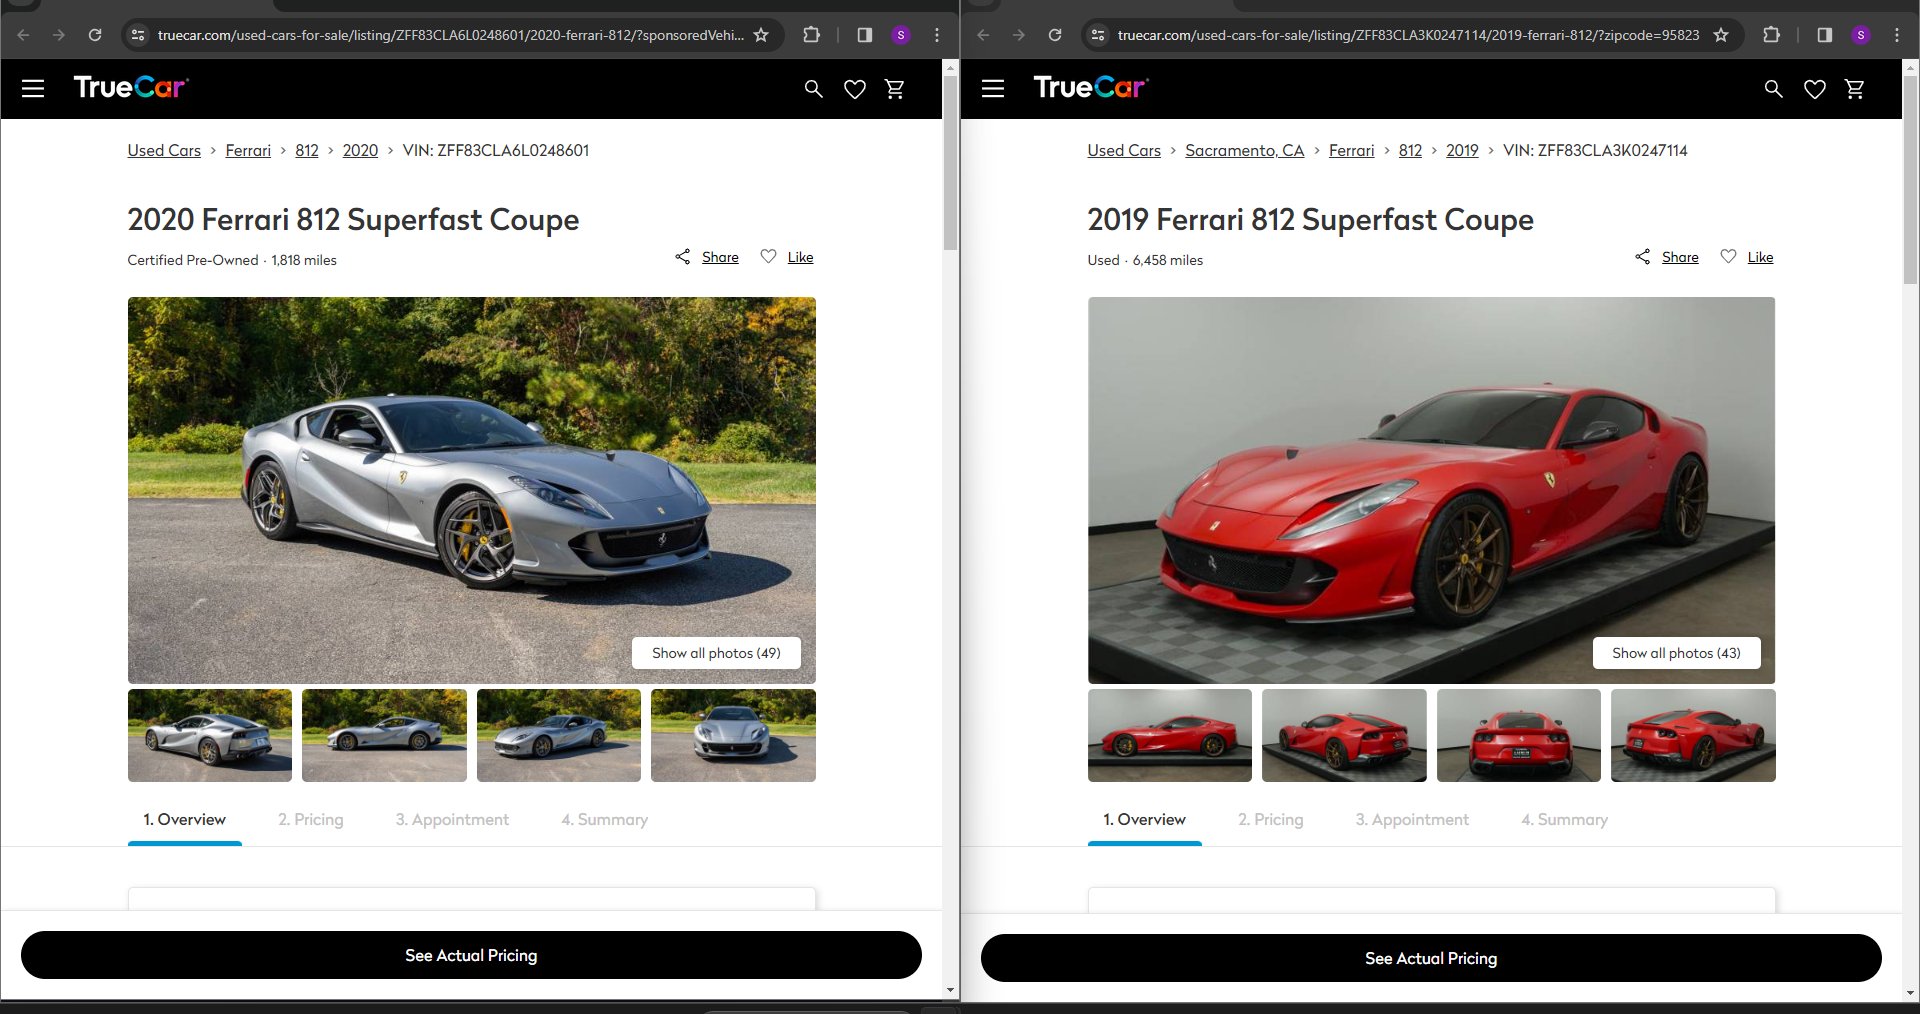 truecar.com/used-cars-for-sale/listing/ZFF83CLA6L0248601/2020-ferrari-812/?sponsoredVehi...
S
TrueCar
Used Cars > Ferrari > 812 > 2020 > VIN: ZFF83CLA6L0248601
2020 Ferrari 812 Superfast Coupe
Certified Pre-Owned · 1,818 miles
Share
Like
Show all photos (49)
1. Overview
2. Pricing
3. Appointment
4. Summary
See Actual Pricing
truecar.com/used-cars-for-sale/listing/ZFF83CLA3K0247114/2019-ferrari-812/?zipcode=95823
S
TrueCar
Used Cars > Sacramento, CA > Ferrari > 812 > 2019 > VIN: ZFF83CLA3K0247114
2019 Ferrari 812 Superfast Coupe
Used · 6,458 miles
Share
Like
Show all photos (43)
1. Overview
2. Pricing
3. Appointment
4. Summary
See Actual Pricing